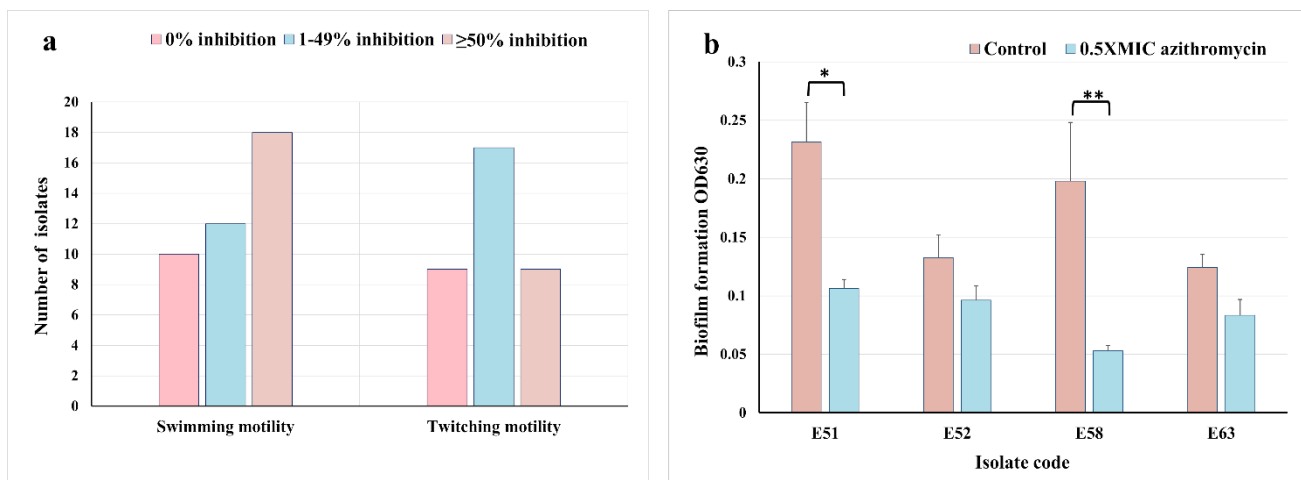 a
0% inhibition 1-49% inhibition ≥50% inhibition
Number of isolates
20
18
16
14
12
10
8
6
4
2
0
Swimming motility Twitching motility
b
Control 0.5XMIC azithromycin
Biofilm formation OD630
0.3
0.25
0.2
0.15
0.1
0.05
0
* **
E51 E52 E58 E63
Isolate code